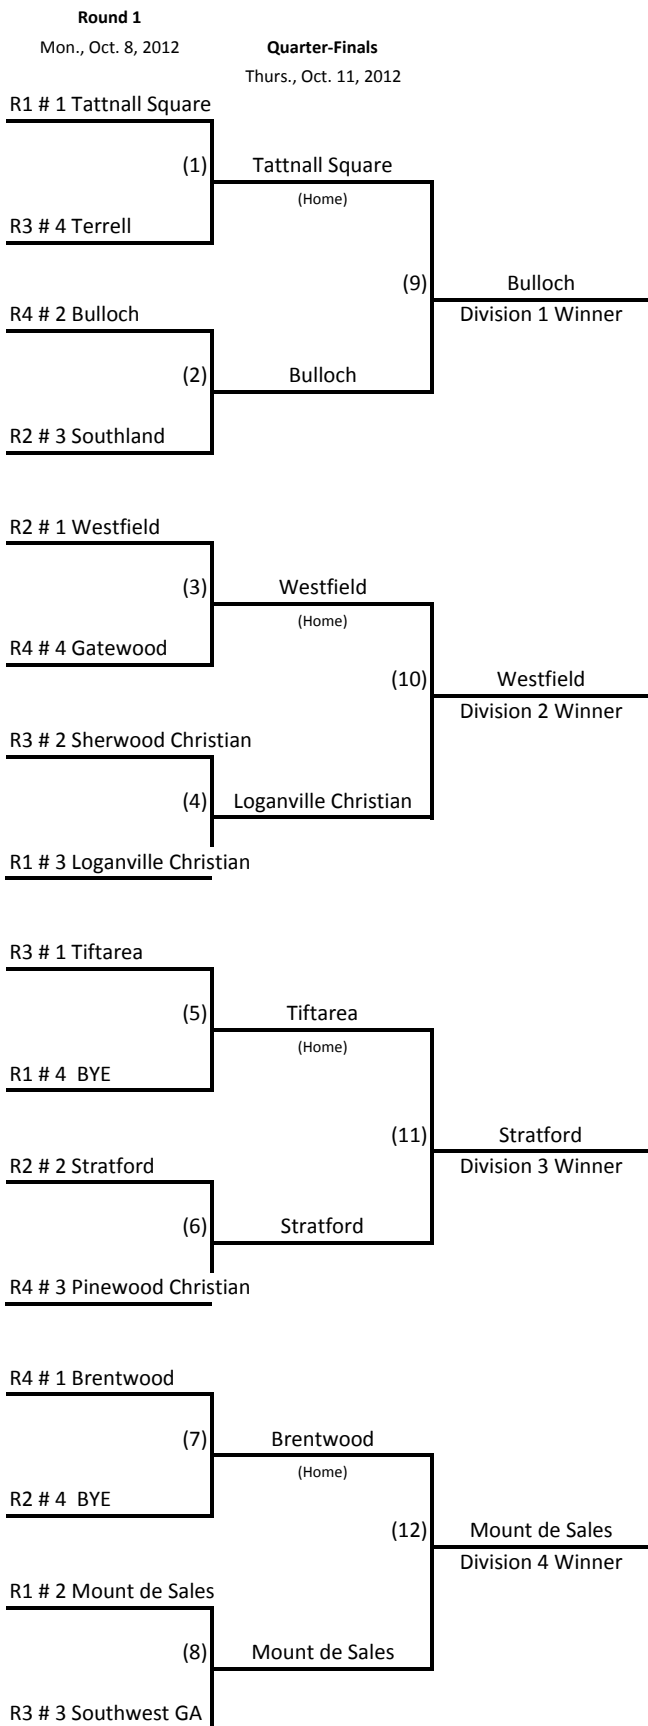 Round 1
Mon., Oct. 8, 2012
Quarter-Finals
Thurs., Oct. 11, 2012
R1 # 1 Tattnall Square
(1)
Tattnall Square
(Home)
R3 # 4 Terrell
(9)
Bulloch
Division 1 Winner
R4 # 2 Bulloch
(2)
Bulloch
R2 # 3 Southland
R2 # 1 Westfield
(3)
Westfield
(Home)
R4 # 4 Gatewood
(10)
Westfield
Division 2 Winner
R3 # 2 Sherwood Christian
(4)
Loganville Christian
R1 # 3 Loganville Christian
R3 # 1 Tiftarea
(5)
Tiftarea
(Home)
R1 # 4 BYE
(11)
Stratford
Division 3 Winner
R2 # 2 Stratford
(6)
Stratford
R4 # 3 Pinewood Christian
R4 # 1 Brentwood
(7)
Brentwood
(Home)
R2 # 4 BYE
(12)
Mount de Sales
Division 4 Winner
R1 # 2 Mount de Sales
(8)
Mount de Sales
R3 # 3 Southwest GA